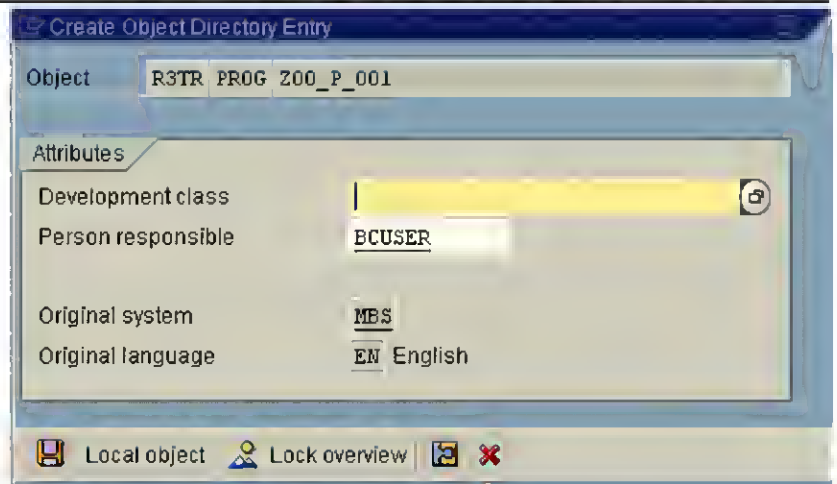 Create Object Directory Entry
Object R3TR PROG Z00_P_001
Attributes
Development class
Person responsible BCUSER
Original system MBS
Original language EN English
Local object Lock overview